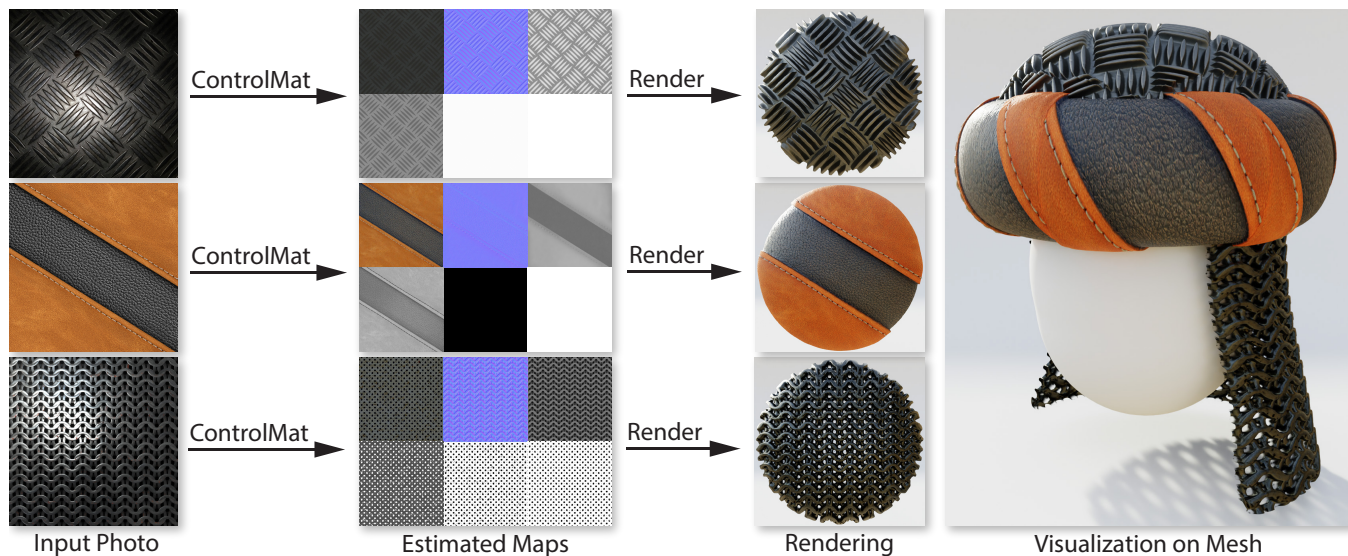 ControlMat
Render
ControlMat
Render
ControlMat
Render
Input Photo
Estimated Maps
Rendering
Visualization on Mesh